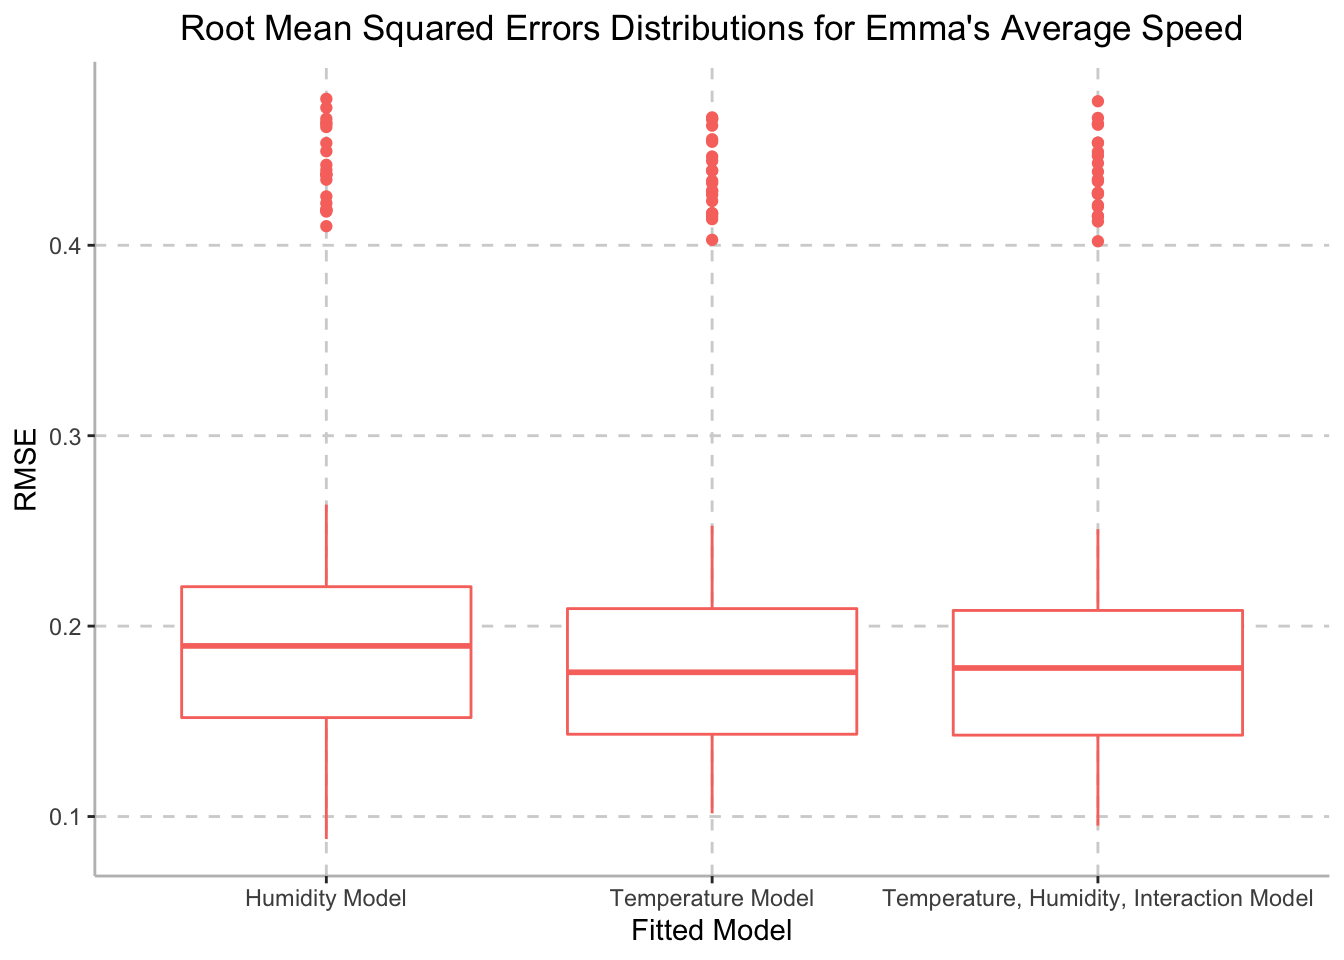 Root Mean Squared Errors Distributions for Emma's Average Speed
RMSE
0.4
0.3
0.2
0.1
Humidity Model
Temperature Model
Temperature, Humidity, Interaction Model
Fitted Model